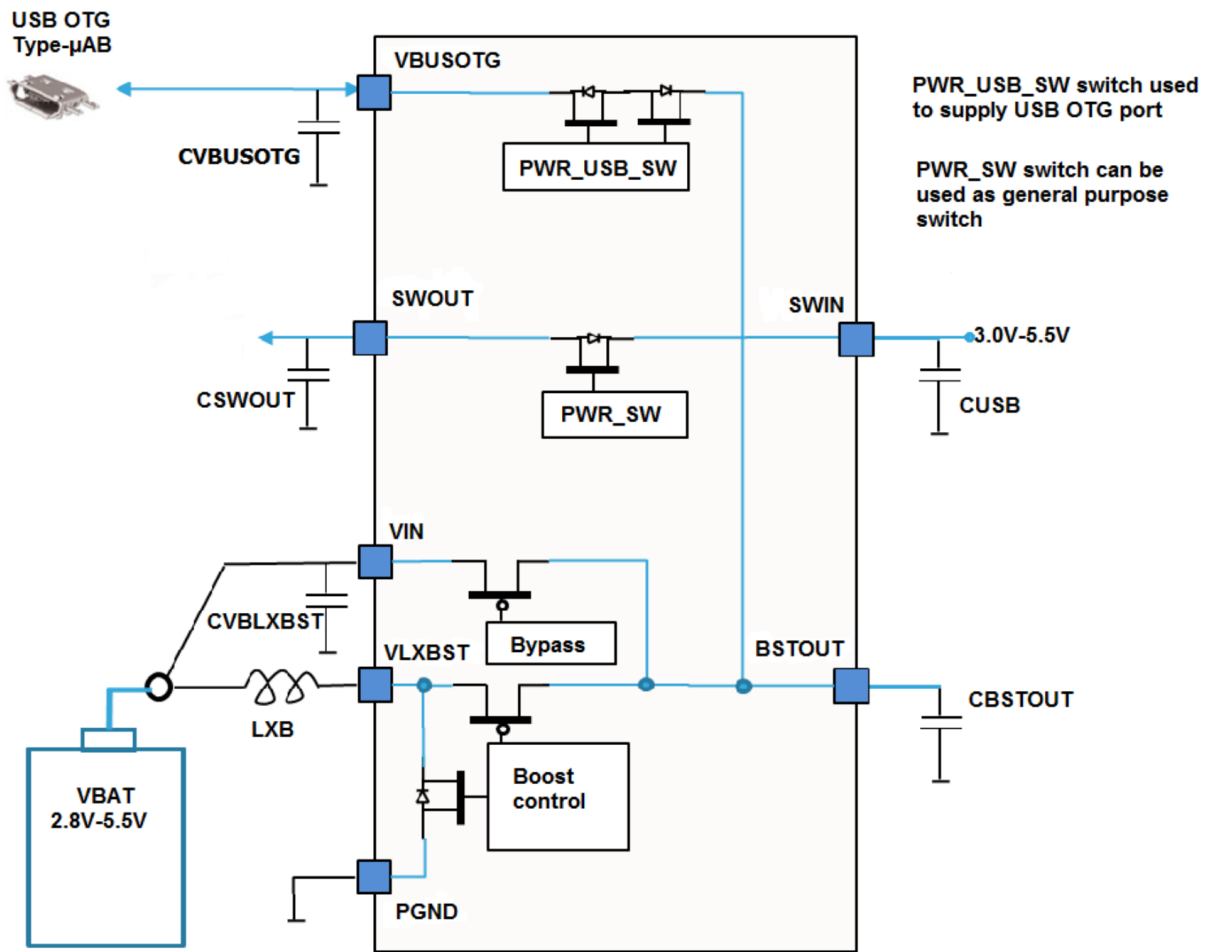 USB OTG
Type-µAB
VBUSOTG
CVBUSOTG
PWR_USB_SW
PWR_USB_SW switch used
to supply USB OTG port
PWR_SW switch can be
used as general purpose
switch
SWOUT
SWIN
3.0V-5.5V
CSWOUT
PWR_SW
CUSB
VIN
CVBLXBST
Bypass
VLXBST
BSTOUT
CBSTOUT
LXB
Boost
control
VBAT
2.8V-5.5V
PGND